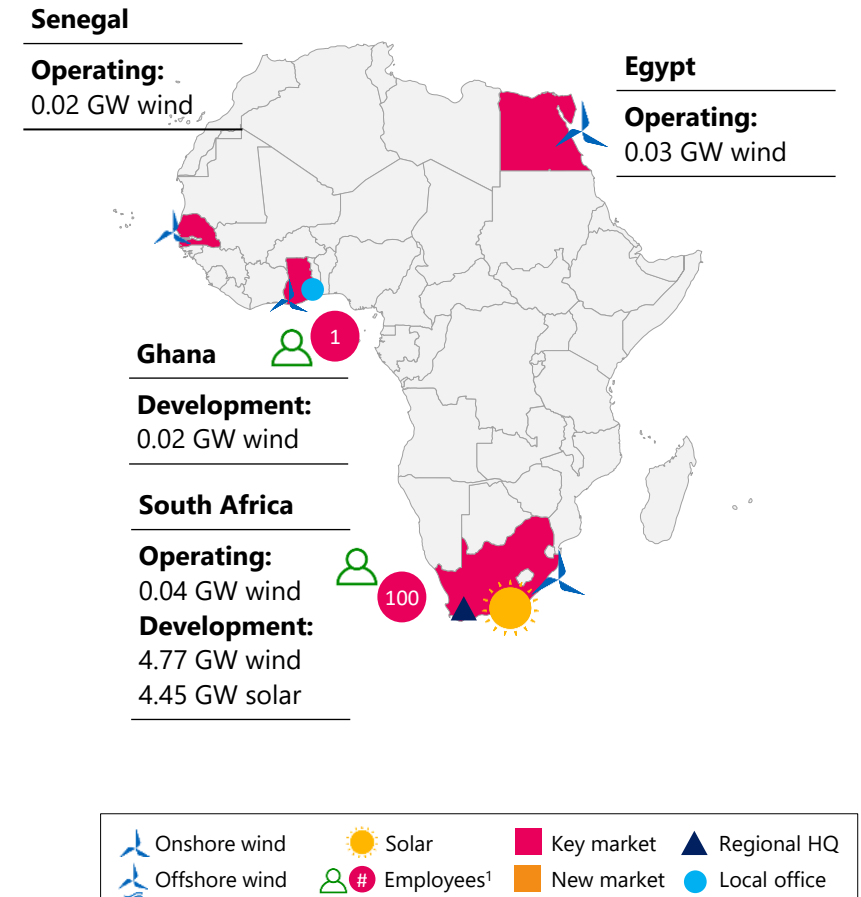 Senegal
Operating:
0.02 GW wind
Egypt
Operating:
0.03 GW wind
1
Ghana
Development:
0.02 GW wind
South Africa
Operating:
0.04 GW wind
Development:
4.77 GW wind
4.45 GW solar
100
Onshore wind
Solar
Key market
Regional HQ
Offshore wind
# Employees¹
New market
Local office